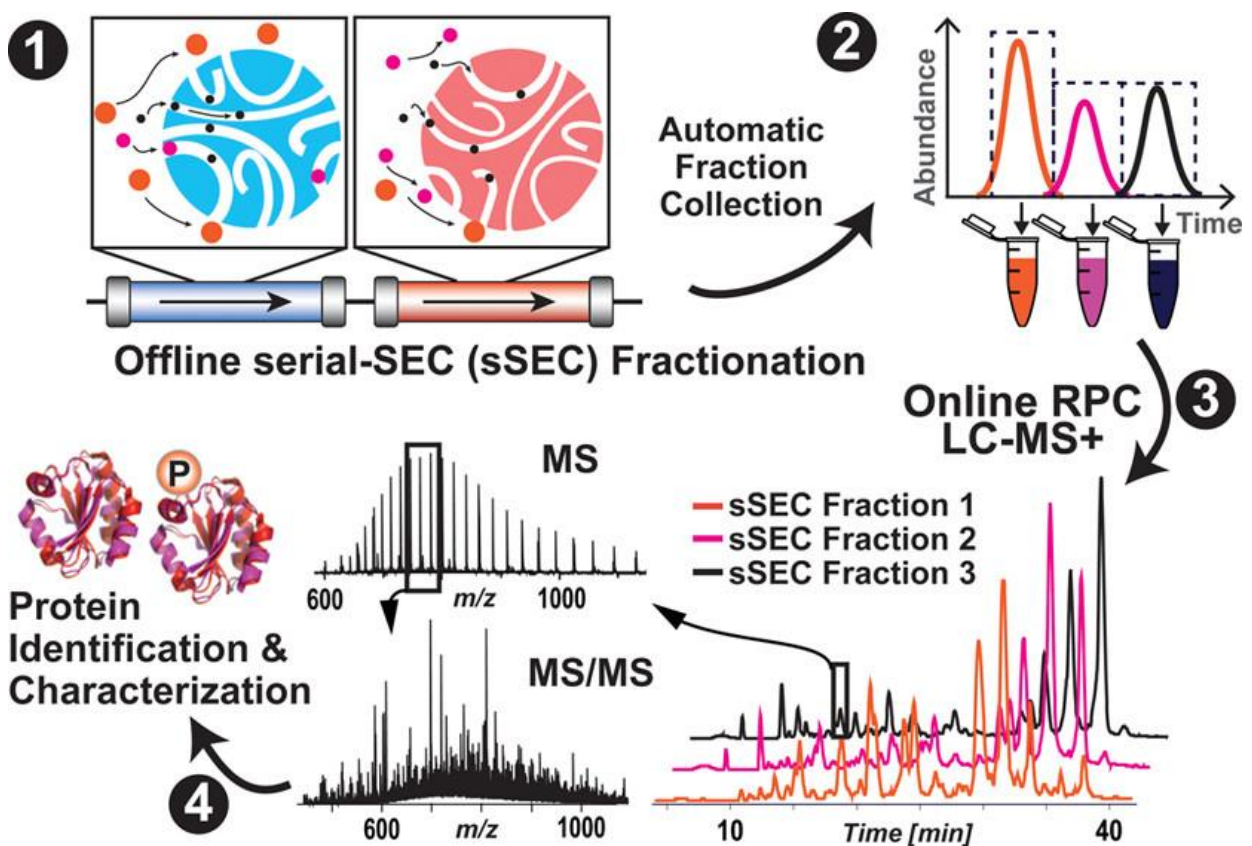 1
Automatic
Fraction
Collection
Offline serial-SEC (sSEC) Fractionation
2
Abundance
Time
3
Online RPC
LC-MS+
sSEC Fraction 1
sSEC Fraction 2
sSEC Fraction 3
10
Time [min]
40
MS
600
m/z
1000
MS/MS
600
m/z
1000
P
Protein
Identification &
Characterization
4